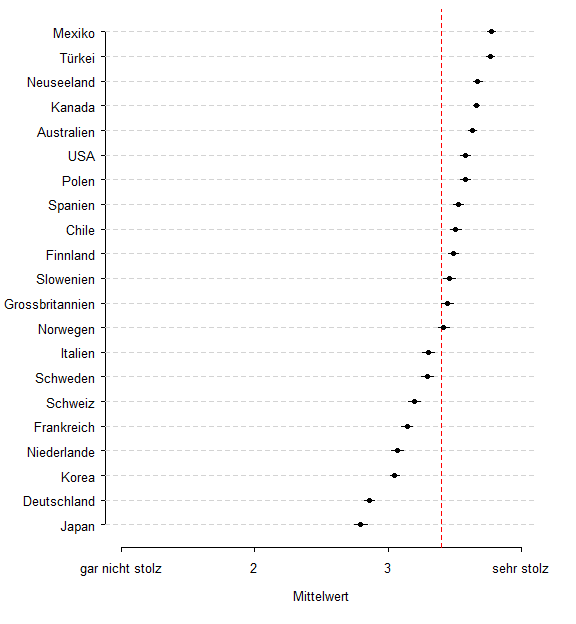 Mexiko
Türkei
Neuseeland
Kanada
Australien
USA
Polen
Spanien
Chile
Finnland
Slowenien
Grossbritannien
Norwegen
Italien
Schweden
Schweiz
Frankreich
Niederlande
Korea
Deutschland
Japan
gar nicht stolz 2 3 sehr stolz
Mittelwert